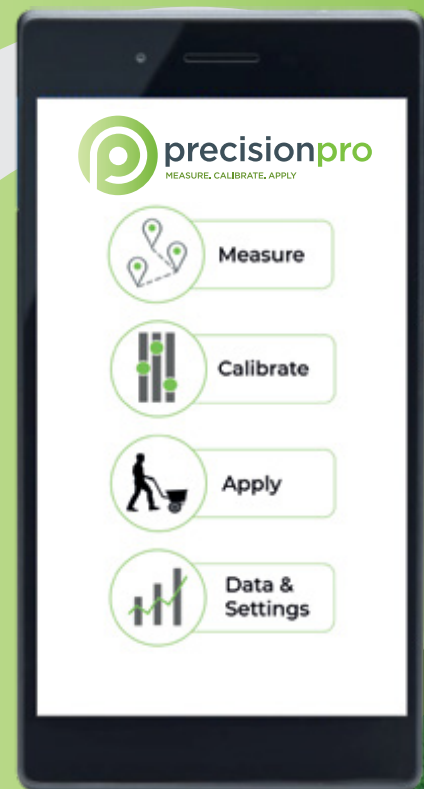 precisionpro
MEASURE. CALIBRATE. APPLY
Measure
Calibrate
Apply
Data &
Settings